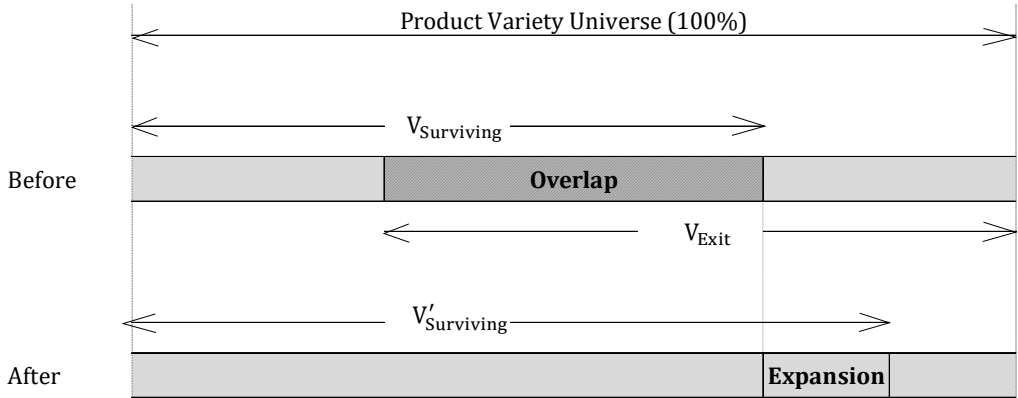 Product Variety Universe (100%)
V_Surviving
Before
Overlap
V_Exit
V′_Surviving
After
Expansion